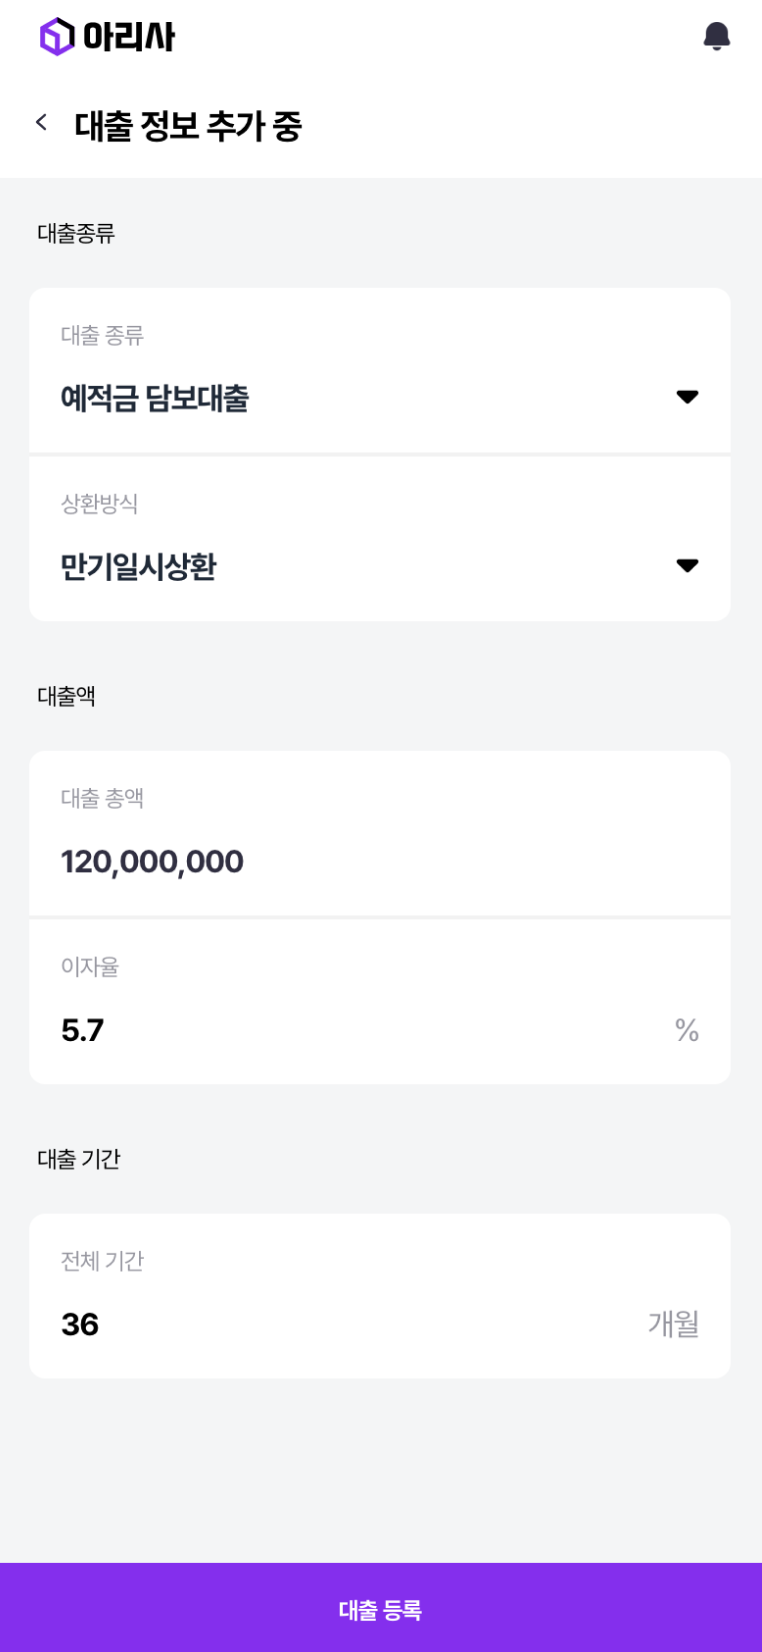 아리사
대출 정보 추가 중
대출종류
대출 종류
예적금 담보대출
상환방식
만기일시상환
대출액
대출 총액
120,000,000
이자율
5.7 %
대출 기간
전체 기간
36 개월
대출 등록